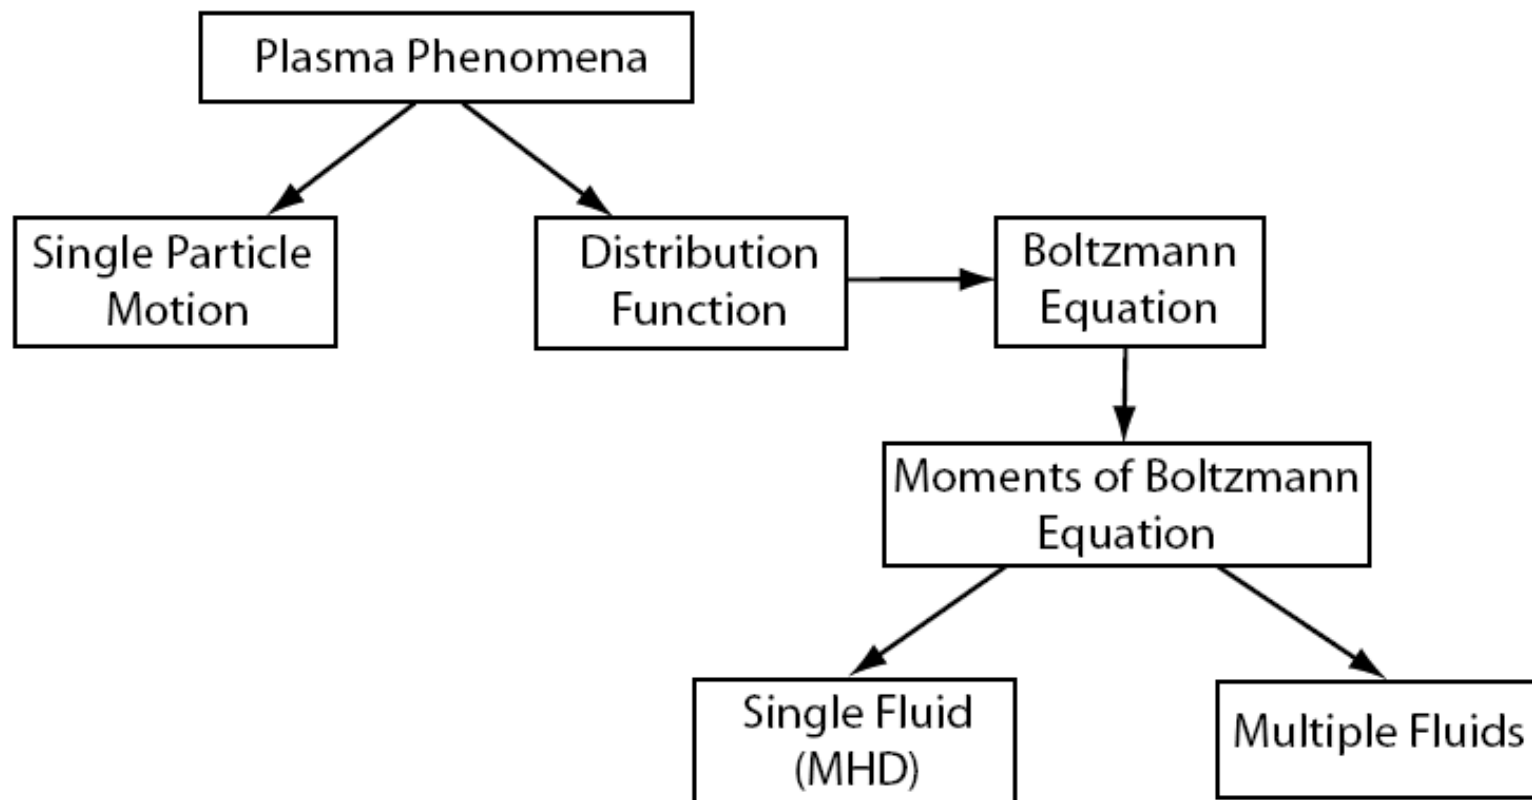 Plasma Phenomena
Single Particle
Motion
Distribution
Function
Boltzmann
Equation
Moments of Boltzmann
Equation
Single Fluid
(MHD)
Multiple Fluids